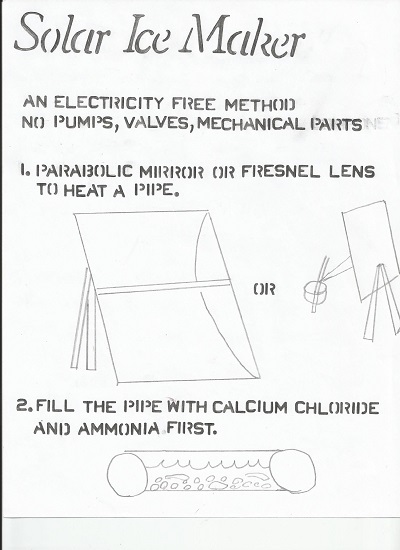 Solar Ice Maker
AN ELECTRICITY FREE METHOD
NO PUMPS, VALVES, MECHANICAL PARTS
1. PARABOLIC MIRROR OR FRESNEL LENS
TO HEAT A PIPE.
OR
2. FILL THE PIPE WITH CALCIUM CHLORIDE
AND AMMONIA FIRST.